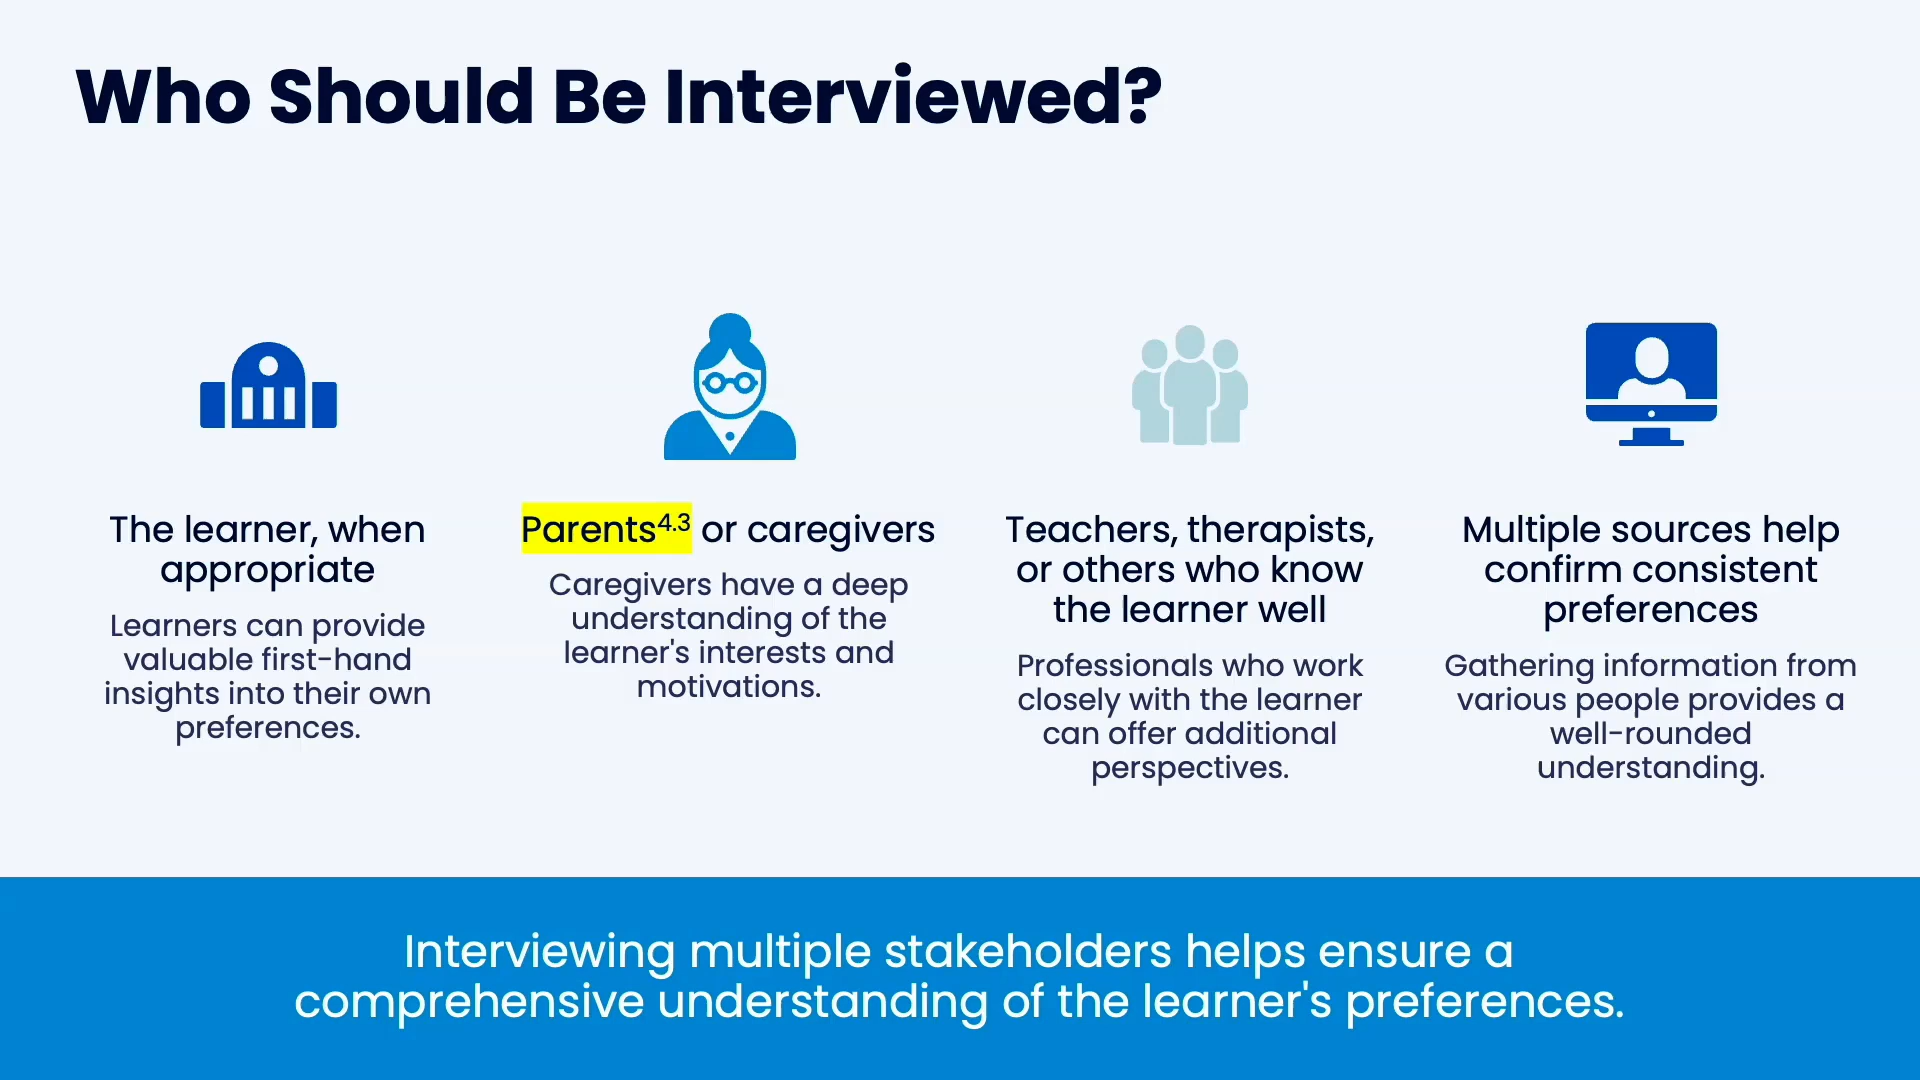 Who Should Be Interviewed?
The learner, when
appropriate
Learners can provide
valuable first-hand
insights into their own
preferences.
Parents4.3 or caregivers
Caregivers have a deep
understanding of the
learner's interests and
motivations.
Teachers, therapists,
or others who know
the learner well
Professionals who work
closely with the learner
can offer additional
perspectives.
Multiple sources help
confirm consistent
preferences
Gathering information from
various people provides a
well-rounded
understanding.
Interviewing multiple stakeholders helps ensure a
comprehensive understanding of the learner's preferences.